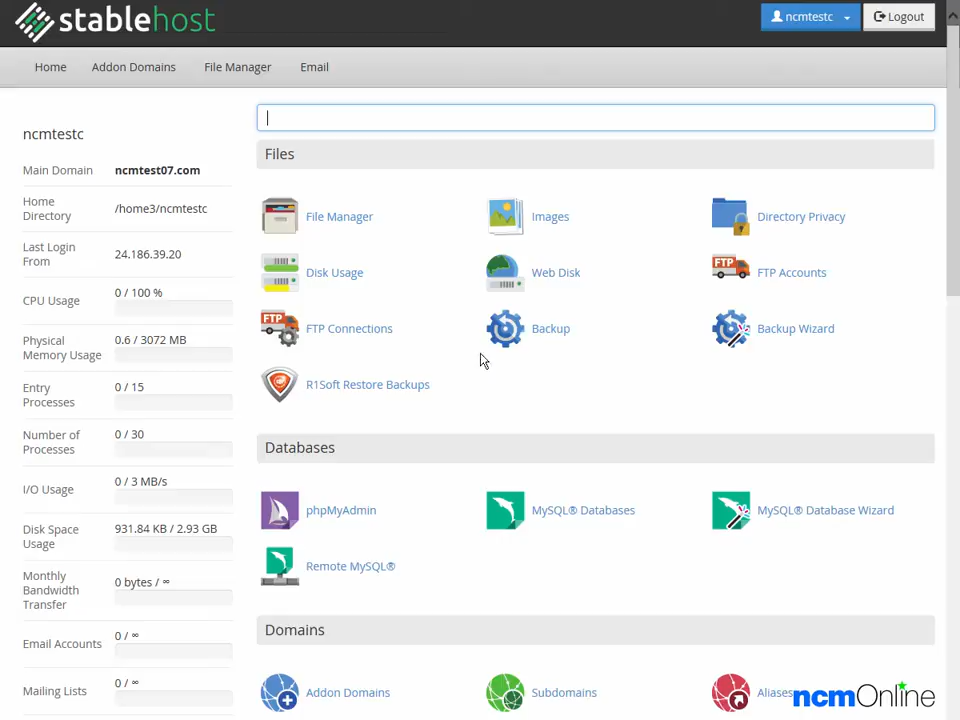 stablehost
ncmtestc
Logout
Home
Addon Domains
File Manager
Email
ncmtestc
Main Domain
ncmtest07.com
Home
Directory
/home3/ncmtestc
Last Login
From
24.186.39.20
CPU Usage
0 / 100 %
Physical
Memory Usage
0.6 / 3072 MB
Entry
Processes
0 / 15
Number of
Processes
0 / 30
I/O Usage
0 / 3 MB/s
Disk Space
Usage
931.84 KB / 2.93 GB
Monthly
Bandwidth
Transfer
0 bytes / ∞
Email Accounts
0 / ∞
Mailing Lists
0 / ∞
Files
File Manager
Images
Directory Privacy
Disk Usage
Web Disk
FTP
FTP Accounts
FTP
FTP Connections
Backup
Backup Wizard
R1Soft Restore Backups
Databases
phpMyAdmin
MySQL® Databases
MySQL® Database Wizard
Remote MySQL®
Domains
Addon Domains
Subdomains
Aliases
ncmOnline